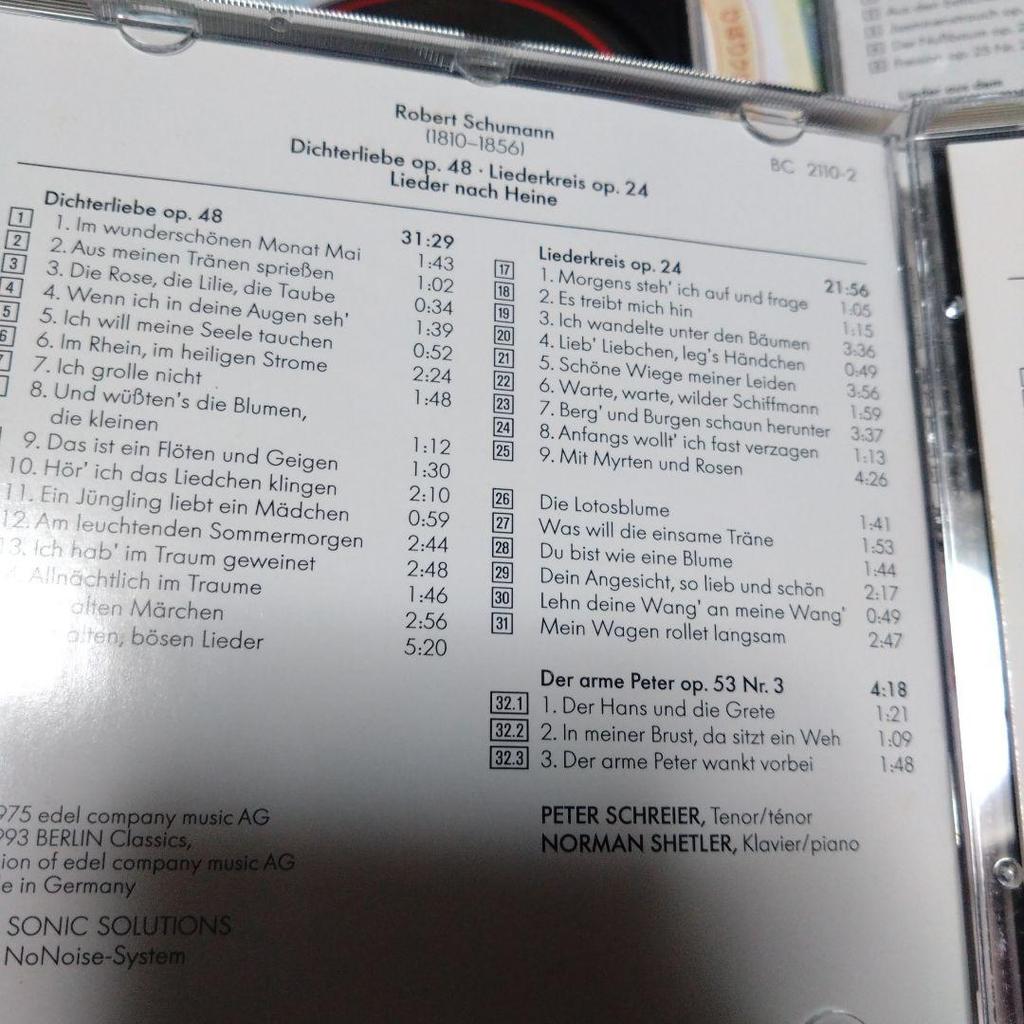 Robert Schumann
(1810–1856)
BC 2110-2
Dichterliebe op. 48 · Liederkreis op. 24
Lieder nach Heine
Dichterliebe op. 48 31:29
1 1. Im wunderschönen Monat Mai 1:43
2 2. Aus meinen Tränen sprießen 1:02
3 3. Die Rose, die Lilie, die Taube 0:34
4 4. Wenn ich in deine Augen seh' 1:39
5 5. Ich will meine Seele tauchen 0:52
6 6. Im Rhein, im heiligen Strome 2:24
7 7. Ich grolle nicht 1:48
8. Und wüßten's die Blumen,
die kleinen 1:12
9. Das ist ein Flöten und Geigen 1:30
10. Hör' ich das Liedchen klingen 2:10
11. Ein Jüngling liebt ein Mädchen 0:59
12. Am leuchtenden Sommermorgen 2:44
13. Ich hab' im Traum geweinet 2:48
Allnächtlich im Traume 1:46
alten Märchen 2:56
alten, bösen Lieder 5:20
Liederkreis op. 24 21:56
17 1. Morgens steh' ich auf und frage 1:05
18 2. Es treibt mich hin 1:15
19 3. Ich wandelte unter den Bäumen 3:36
20 4. Lieb' Liebchen, leg's Händchen 0:49
21 5. Schöne Wiege meiner Leiden 3:56
22 6. Warte, warte, wilder Schiffmann 1:59
23 7. Berg' und Burgen schaun herunter 3:37
24 8. Anfangs wollt' ich fast verzagen 1:13
25 9. Mit Myrten und Rosen 4:26
26 Die Lotosblume 1:41
27 Was will die einsame Träne 1:53
28 Du bist wie eine Blume 1:44
29 Dein Angesicht, so lieb und schön 2:17
30 Lehn deine Wang' an meine Wang' 0:49
31 Mein Wagen rollet langsam 2:47
Der arme Peter op. 53 Nr. 3 4:18
32.1 1. Der Hans und die Grete 1:21
32.2 2. In meiner Brust, da sitzt ein Weh 1:09
32.3 3. Der arme Peter wankt vorbei 1:48
PETER SCHREIER, Tenor/ténor
NORMAN SHETLER, Klavier/piano
975 edel company music AG
993 BERLIN Classics,
ion of edel company music AG
e in Germany
SONIC SOLUTIONS
NoNoise-System